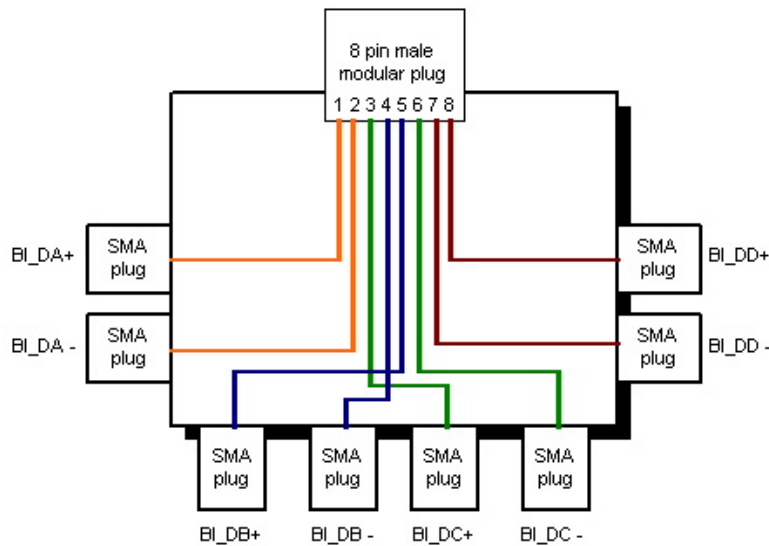 8 pin male
modular plug
1 2 3 4 5 6 7 8
BI_DA+
SMA
plug
SMA
plug
BI_DD+
BI_DA -
SMA
plug
SMA
plug
BI_DD -
SMA
plug
SMA
plug
SMA
plug
SMA
plug
BI_DB+
BI_DB -
BI_DC+
BI_DC -